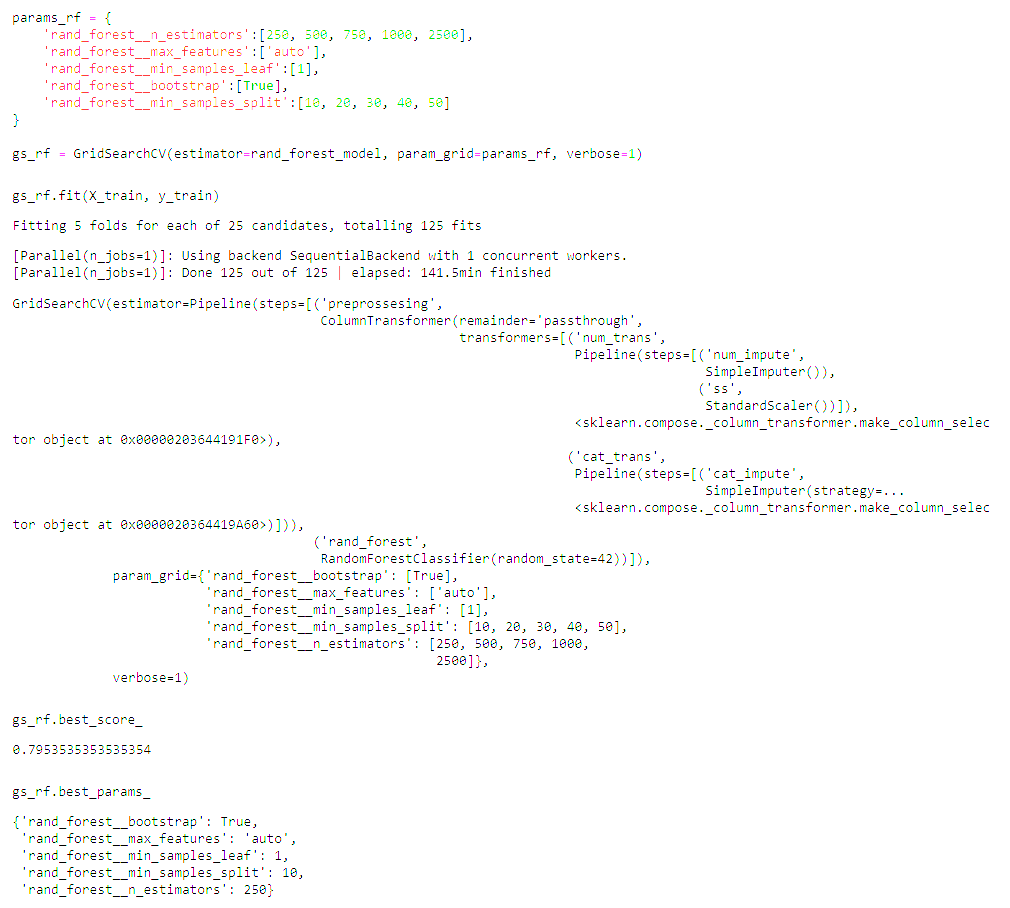 params_rf = {
    'rand_forest__n_estimators':[250, 500, 750, 1000, 2500],
    'rand_forest__max_features':['auto'],
    'rand_forest__min_samples_leaf':[1],
    'rand_forest__bootstrap':[True],
    'rand_forest__min_samples_split':[10, 20, 30, 40, 50]
}
gs_rf = GridSearchCV(estimator=rand_forest_model, param_grid=params_rf, verbose=1)
gs_rf.fit(X_train, y_train)
Fitting 5 folds for each of 25 candidates, totalling 125 fits
[Parallel(n_jobs=1)]: Using backend SequentialBackend with 1 concurrent workers.
[Parallel(n_jobs=1)]: Done 125 out of 125 | elapsed: 141.5min finished
GridSearchCV(estimator=Pipeline(steps=[('preprossesing',
                                        ColumnTransformer(remainder='passthrough',
                                                          transformers=[('num_trans',
                                                                         Pipeline(steps=[('num_impute',
                                                                                          SimpleImputer()),
                                                                                         ('ss',
                                                                                          StandardScaler())]),
                                                                         <sklearn.compose._column_transformer.make_column_selec
tor object at 0x00000203644191F0>),
                                                                        ('cat_trans',
                                                                         Pipeline(steps=[('cat_impute',
                                                                                          SimpleImputer(strategy=...
                                                                         <sklearn.compose._column_transformer.make_column_selec
tor object at 0x0000020364419A60>)])),
                                       ('rand_forest',
                                        RandomForestClassifier(random_state=42))]),
             param_grid={'rand_forest__bootstrap': [True],
                         'rand_forest__max_features': ['auto'],
                         'rand_forest__min_samples_leaf': [1],
                         'rand_forest__min_samples_split': [10, 20, 30, 40, 50],
                         'rand_forest__n_estimators': [250, 500, 750, 1000,
                                                       2500]},
             verbose=1)
gs_rf.best_score_
0.7953535353535354
gs_rf.best_params_
{'rand_forest__bootstrap': True,
 'rand_forest__max_features': 'auto',
 'rand_forest__min_samples_leaf': 1,
 'rand_forest__min_samples_split': 10,
 'rand_forest__n_estimators': 250}